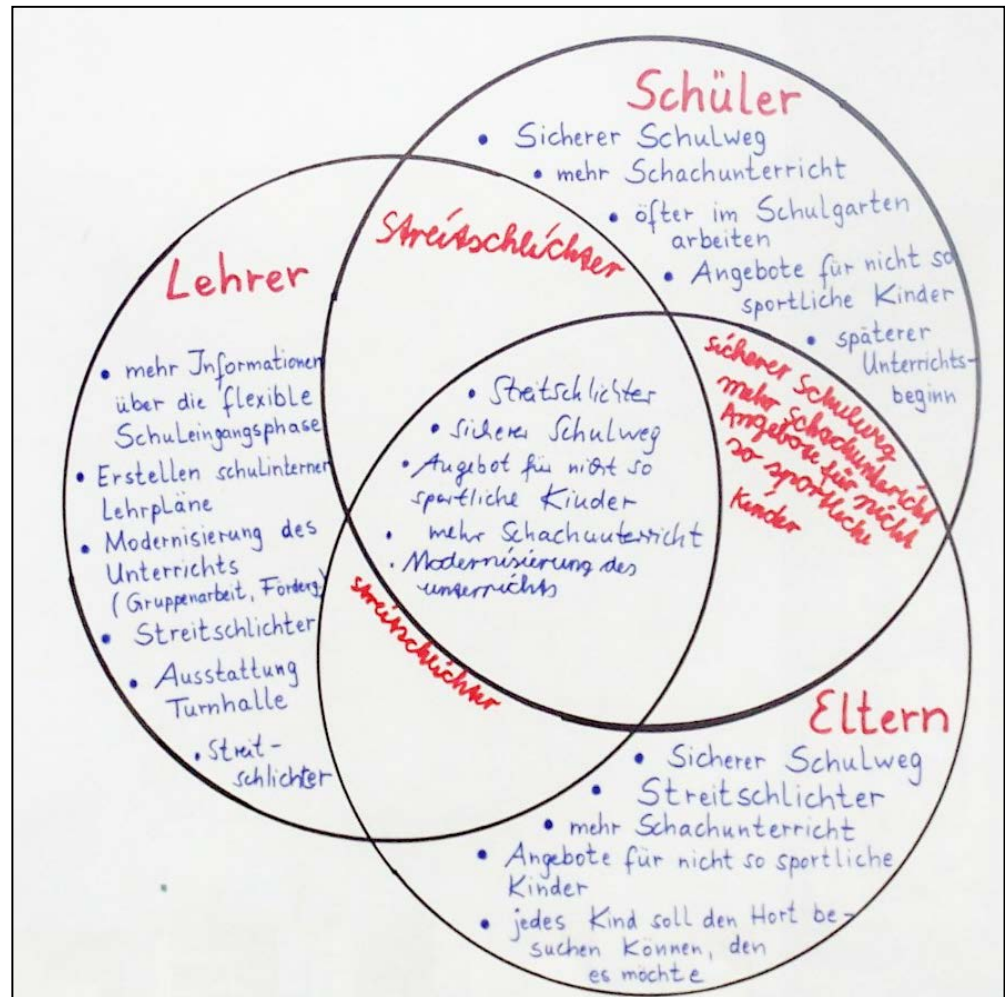 Schüler
• Sicherer Schulweg
• mehr Schachunterricht
• öfter im Schulgarten
arbeiten
• Angebote für nicht so
sportliche Kinder
• späterer
Unterrichts-
beginn
Streitschlichter
Lehrer
• mehr Informationen
über die flexible
Schuleingangsphase
• Erstellen schulinterner
Lehrpläne
• Modernisierung des
Unterrichts
(Gruppenarbeit, Förderg)
• Streitschlichter
• Ausstattung
Turnhalle
• Streit-
schlichter
• Streitschlichter
• sicherer Schulweg
• Angebot für nicht so
sportliche Kinder
• mehr Schachunterricht
• Modernisierung des
unterrichts
sicherer Schulweg
mehr Schachunterricht
Angebote für nicht
so sportliche
Kinder
Streitschlichter
Eltern
• Sicherer Schulweg
• Streitschlichter
• mehr Schachunterricht
• Angebote für nicht so sportliche
Kinder
• jedes Kind soll den Hort be-
suchen können, den
es möchte